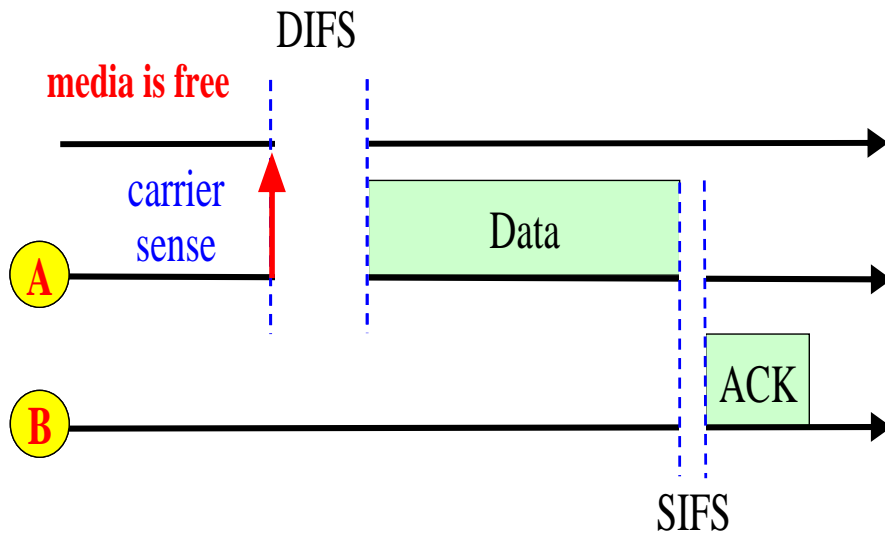 DIFS
media is free
carrier
sense
Data
A
ACK
B
SIFS